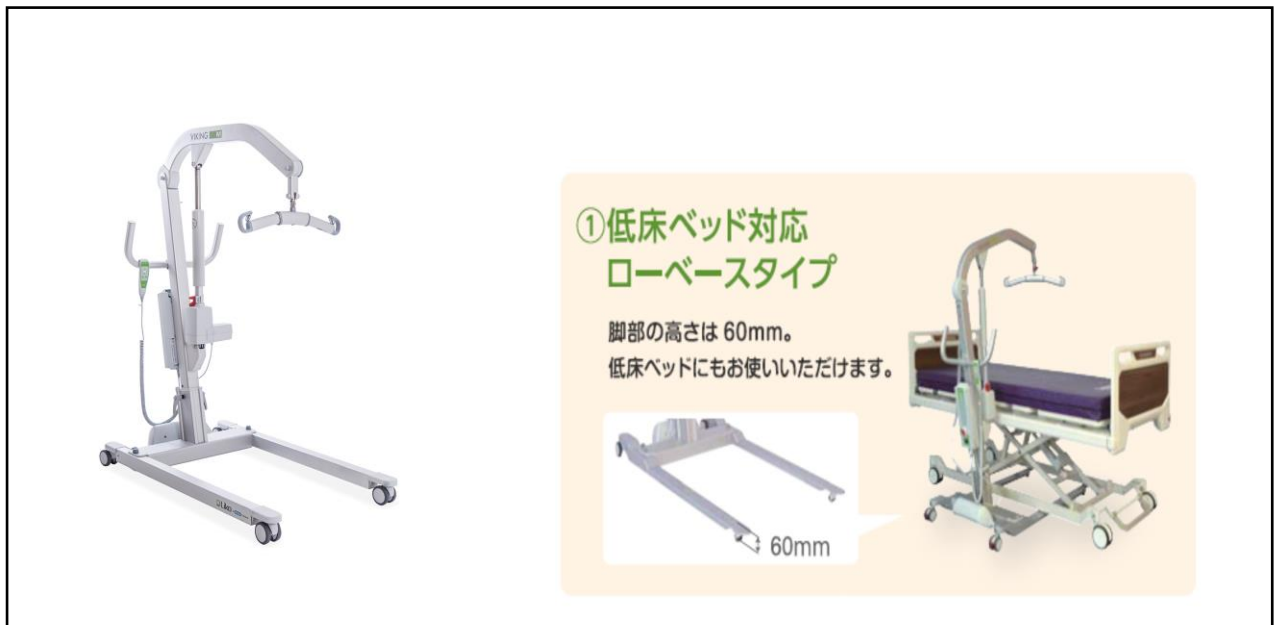 VIKING M
Liko
①低床ベッド対応
ローベースタイプ
脚部の高さは 60mm。
低床ベッドにもお使いいただけます。
60mm